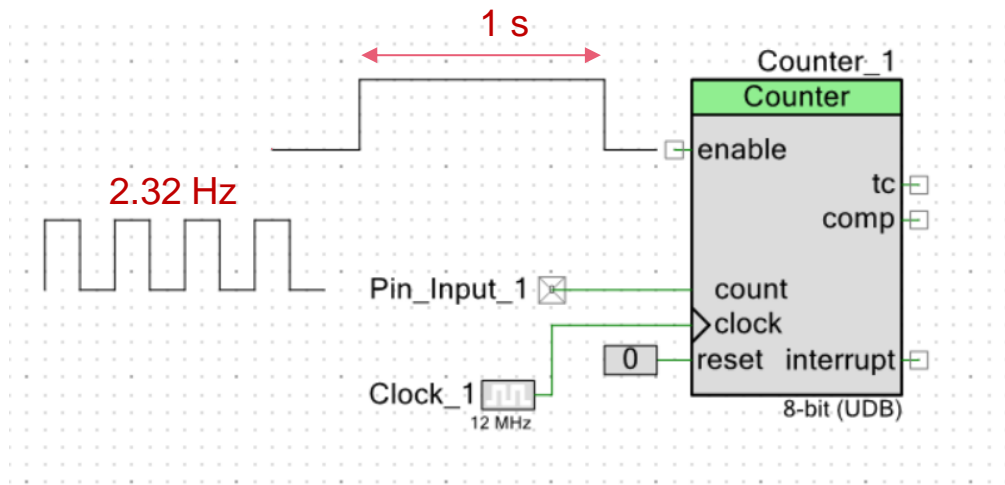 1 s
Counter_1
Counter
enable
2.32 Hz
tc
comp
Pin_Input_1
count
clock
0
reset
interrupt
Clock_1
12 MHz
8-bit (UDB)